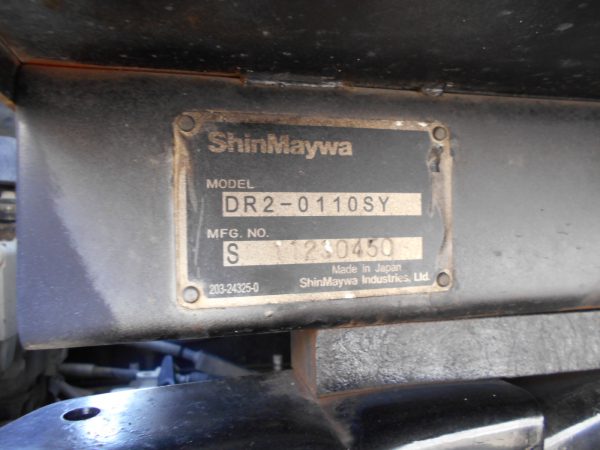 ShinMaywa
MODEL
DR2-0110SY
MFG. NO.
S
Made in Japan
203-24325-0 ShinMaywa Industries, Ltd.